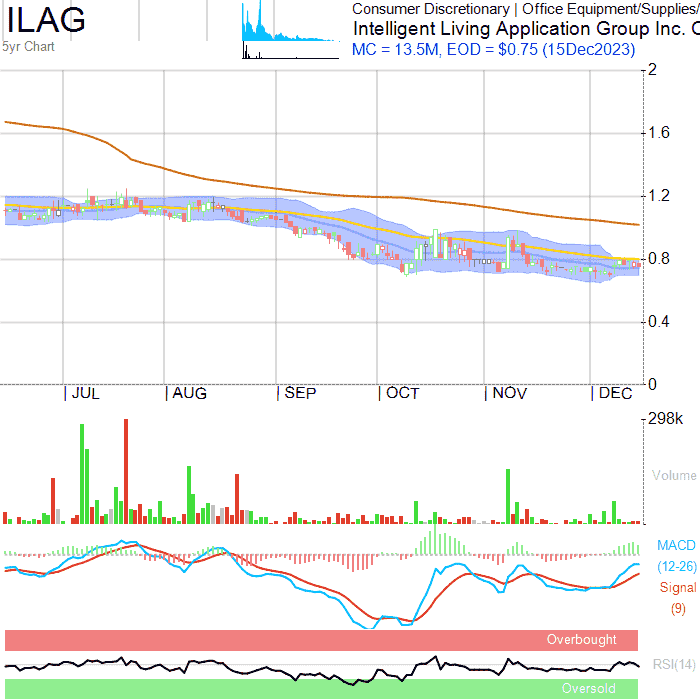 ILAG
5yr Chart
Consumer Discretionary | Office Equipment/Supplies/
Intelligent Living Application Group Inc.
MC = 13.5M, EOD = $0.75 (15Dec2023)
2
1.6
1.2
0.8
0.4
0
JUL AUG SEP OCT NOV DEC
298k
Volume
MACD
(12-26)
Signal
(9)
Overbought
RSI(14)
Oversold